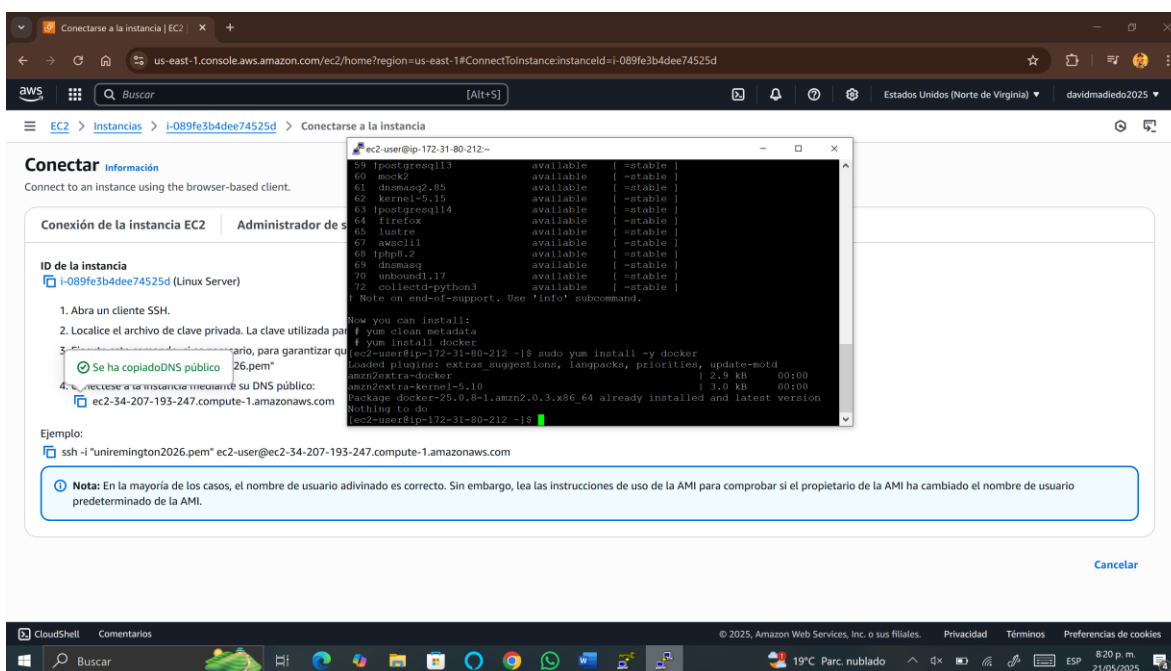 Conectarse a la instancia | EC2 |
us-east-1.console.aws.amazon.com/ec2/home?region=us-east-1#ConnectToInstance:instanceId=i-089fe3b4dee74525d
aws
Buscar
[Alt+S]
Estados Unidos (Norte de Virginia)
davidmadiedo2025
EC2 > Instancias > i-089fe3b4dee74525d > Conectarse a la instancia
Conectar Información
Connect to an instance using the browser-based client.
Conexión de la instancia EC2
Administrador de s
ID de la instancia
i-089fe3b4dee74525d (Linux Server)
1. Abra un cliente SSH.
2. Localice el archivo de clave privada. La clave utilizada par
ario, para garantizar qu
26.pem"
Se ha copiadoDNS público
su DNS público:
ec2-34-207-193-247.compute-1.amazonaws.com
Ejemplo:
ssh -i "uniremington2026.pem" ec2-user@ec2-34-207-193-247.compute-1.amazonaws.com
Nota: En la mayoría de los casos, el nombre de usuario adivinado es correcto. Sin embargo, lea las instrucciones de uso de la AMI para comprobar si el propietario de la AMI ha cambiado el nombre de usuario
predeterminado de la AMI.
Cancelar
ec2-user@ip-172-31-80-212:~
59 †postgresql13 available [ =stable ]
60 mock2 available [ =stable ]
61 dnsmasq2.85 available [ =stable ]
62 kernel-5.15 available [ =stable ]
63 †postgresql14 available [ =stable ]
64 firefox available [ =stable ]
65 lustre available [ =stable ]
67 awscli1 available [ =stable ]
68 †php8.2 available [ =stable ]
69 dnsmasq available [ =stable ]
70 unbound1.17 available [ =stable ]
72 collectd-python3 available [ =stable ]
† Note on end-of-support. Use 'info' subcommand.
Now you can install:
# yum clean metadata
# yum install docker
[ec2-user@ip-172-31-80-212 ~]$ sudo yum install -y docker
Loaded plugins: extras_suggestions, langpacks, priorities, update-motd
amzn2extra-docker | 2.9 kB 00:00
amzn2extra-kernel-5.10 | 3.0 kB 00:00
Package docker-25.0.8-1.amzn2.0.3.x86_64 already installed and latest version
Nothing to do
[ec2-user@ip-172-31-80-212 ~]$
CloudShell Comentarios
© 2025, Amazon Web Services, Inc. o sus filiales. Privacidad Términos Preferencias de cookies
Buscar
19°C Parc. nublado
ESP
8:20 p. m.
21/05/2025